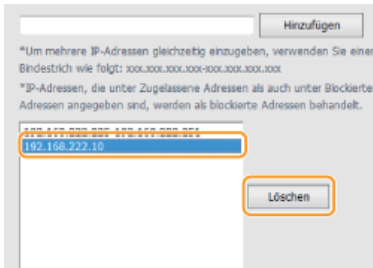 Hinzufügen
*Um mehrere IP-Adressen gleichzeitig einzugeben, verwenden Sie einen
Bindestrich wie folgt: xxx.xxx.xxx.xxx-xxx.xxx.xxx.xxx
*IP-Adressen, die unter Zugelassene Adressen als auch unter Blockierte
Adressen angegeben sind, werden als blockierte Adressen behandelt.
192.168.222.10
Löschen